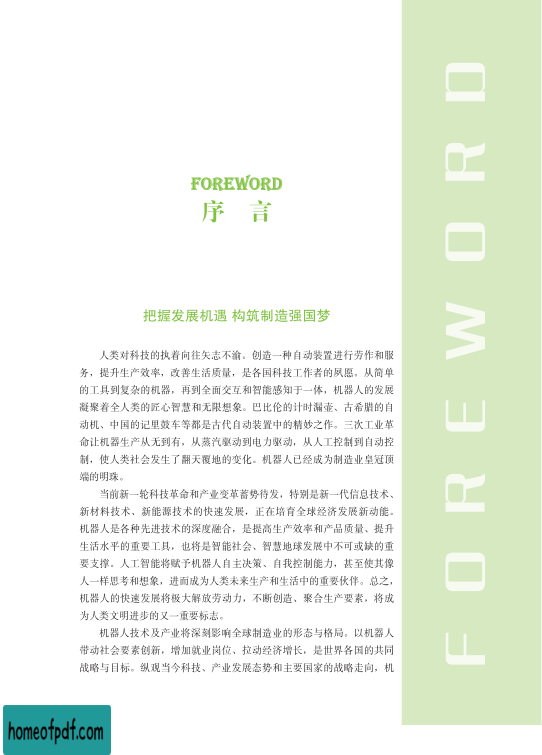 FOREWORD
序 言
把握发展机遇 构筑制造强国梦
人类对科技的执着向往矢志不渝。创造一种自动装置进行劳作和服
务，提升生产效率，改善生活质量，是各国科技工作者的夙愿。从简单
的工具到复杂的机器，再到全面交互和智能感知于一体，机器人的发展
凝聚着全人类的匠心智慧和无限想象。巴比伦的计时漏壶、古希腊的自
动机、中国的记里鼓车等都是古代自动装置中的精妙之作。三次工业革
命让机器生产从无到有，从蒸汽驱动到电力驱动，从人工控制到自动控
制，使人类社会发生了翻天覆地的变化。机器人已经成为制造业皇冠顶
端的明珠。
当前新一轮科技革命和产业变革蓄势待发，特别是新一代信息技术、
新材料技术、新能源技术的快速发展，正在培育全球经济发展新动能。
机器人是各种先进技术的深度融合，是提高生产效率和产品质量、提升
生活水平的重要工具，也将是智能社会、智慧地球发展中不可或缺的重
要支撑。人工智能将赋予机器人自主决策、自我控制能力，甚至使其像
人一样思考和想象，进而成为人类未来生产和生活中的重要伙伴。总之，
机器人的快速发展将极大解放劳动力，不断创造、聚合生产要素，将成
为人类文明进步的又一重要标志。
机器人技术及产业将深刻影响全球制造业的形态与格局。以机器人
带动社会要素创新，增加就业岗位、拉动经济增长，是世界各国的共同
战略与目标。纵观当今科技、产业发展态势和主要国家的战略走向，机
FOREWORD
homeofpdf.com